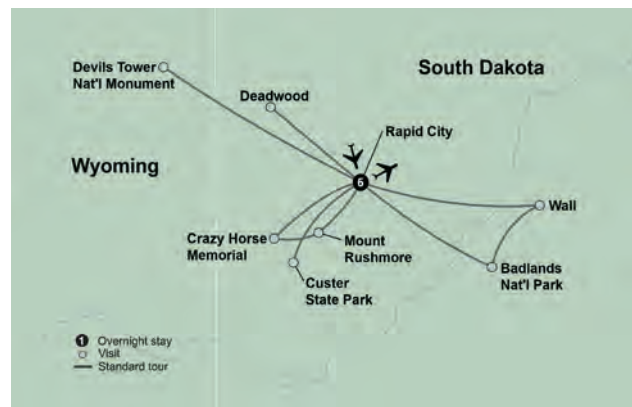 South Dakota
Devils Tower
Nat'l Monument
Deadwood
Rapid City
Wyoming
6
Wall
Crazy Horse
Memorial
Mount
Rushmore
Custer
State Park
Badlands
Nat'l Park
1 Overnight stay
Visit
Standard tour